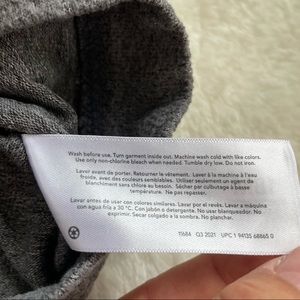 Wash before use. Turn garment inside out. Machine wash cold with like colors.
Use only non-chlorine bleach when needed. Tumble dry low. Do not iron.
Laver avant de porter. Retourner le vêtement. Laver à la machine à l'eau
froide, avec des couleurs semblables. Utiliser seulement un agent de
blanchiment sans chlore au besoin. Sécher par culbutage à basse
température. Ne pas repasser.
Lavar antes de usar con colores similares. Lavar por el revés. Lavar a máquina
con agua fría a 30 °C. Con jabón o detergente. No usar blanqueador. No
exprimir. Secar colgado a la sombra. No planchar.
11684 Q3 2021 UPC 1 94135 68865 0